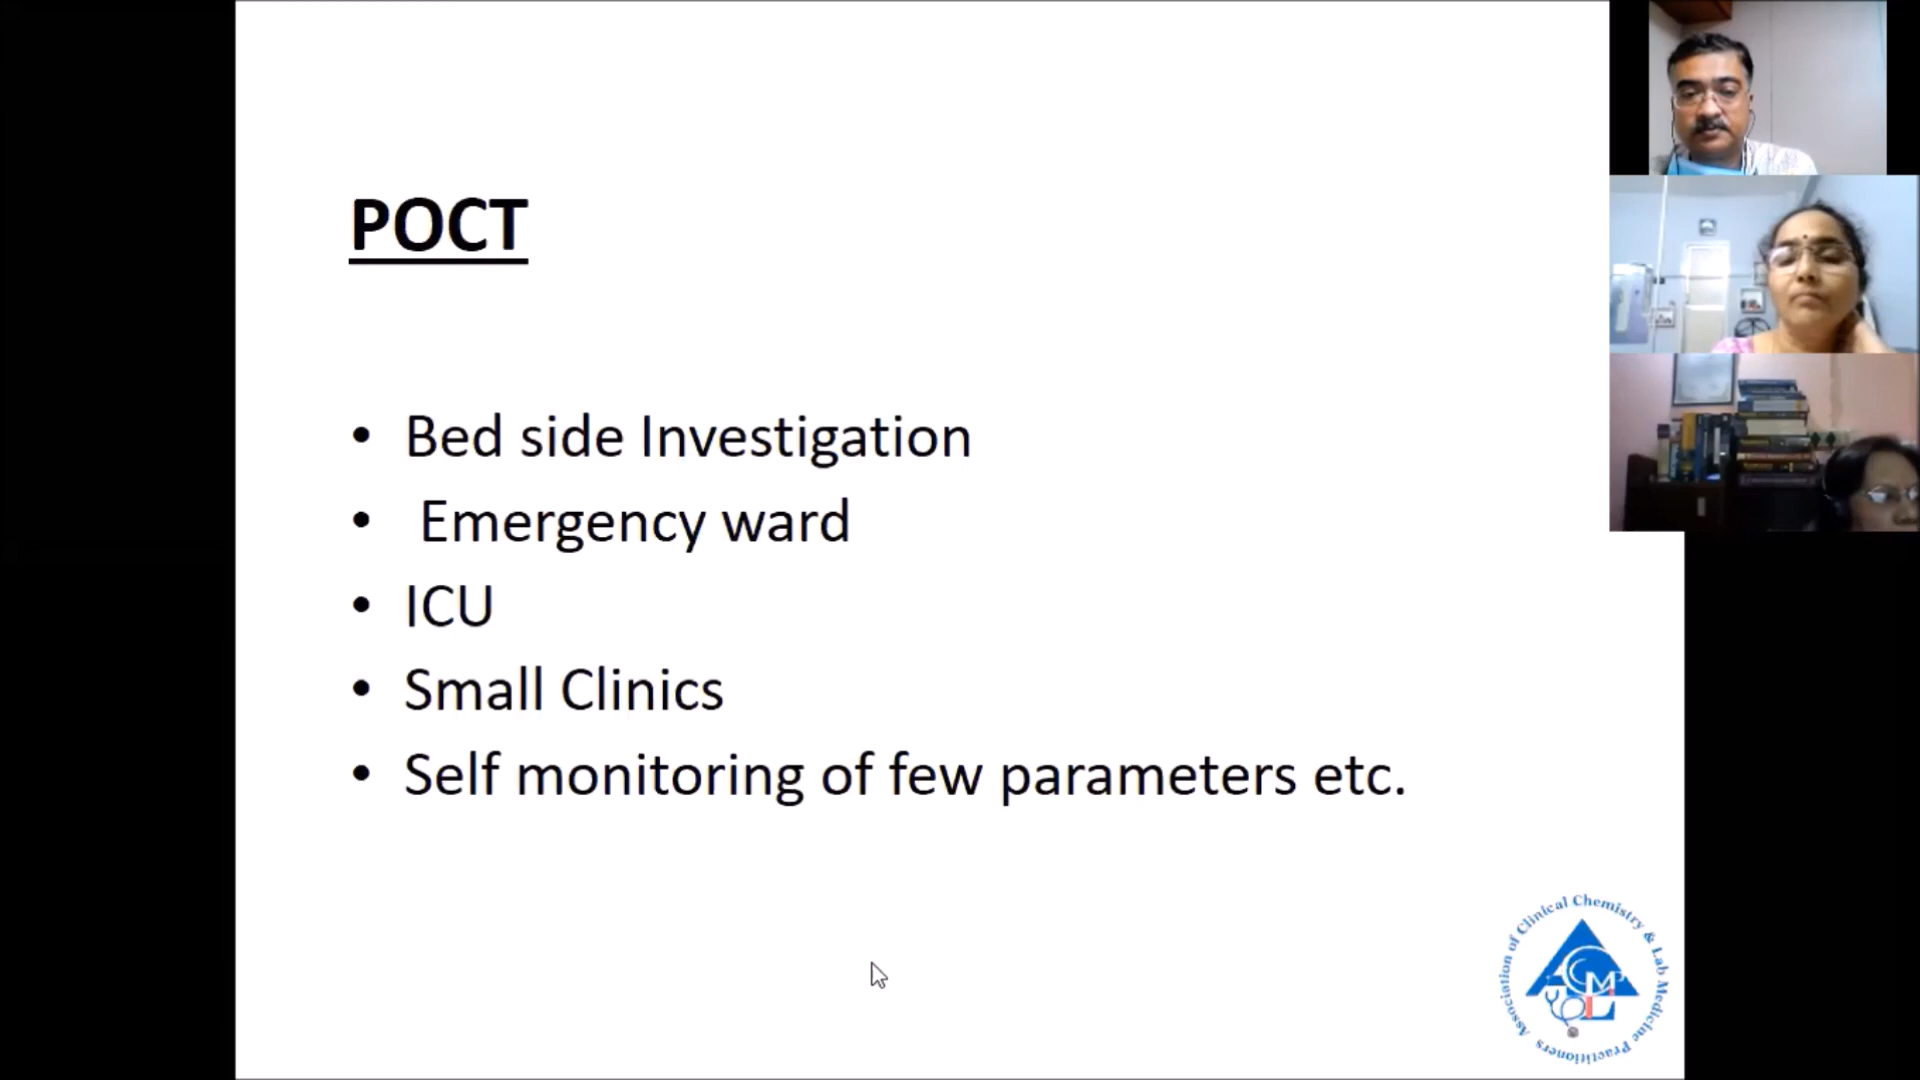 POCT
• Bed side Investigation
• Emergency ward
• ICU
• Small Clinics
• Self monitoring of few parameters etc.
Association of Clinical Chemistry & Lab Medicine Practitioners